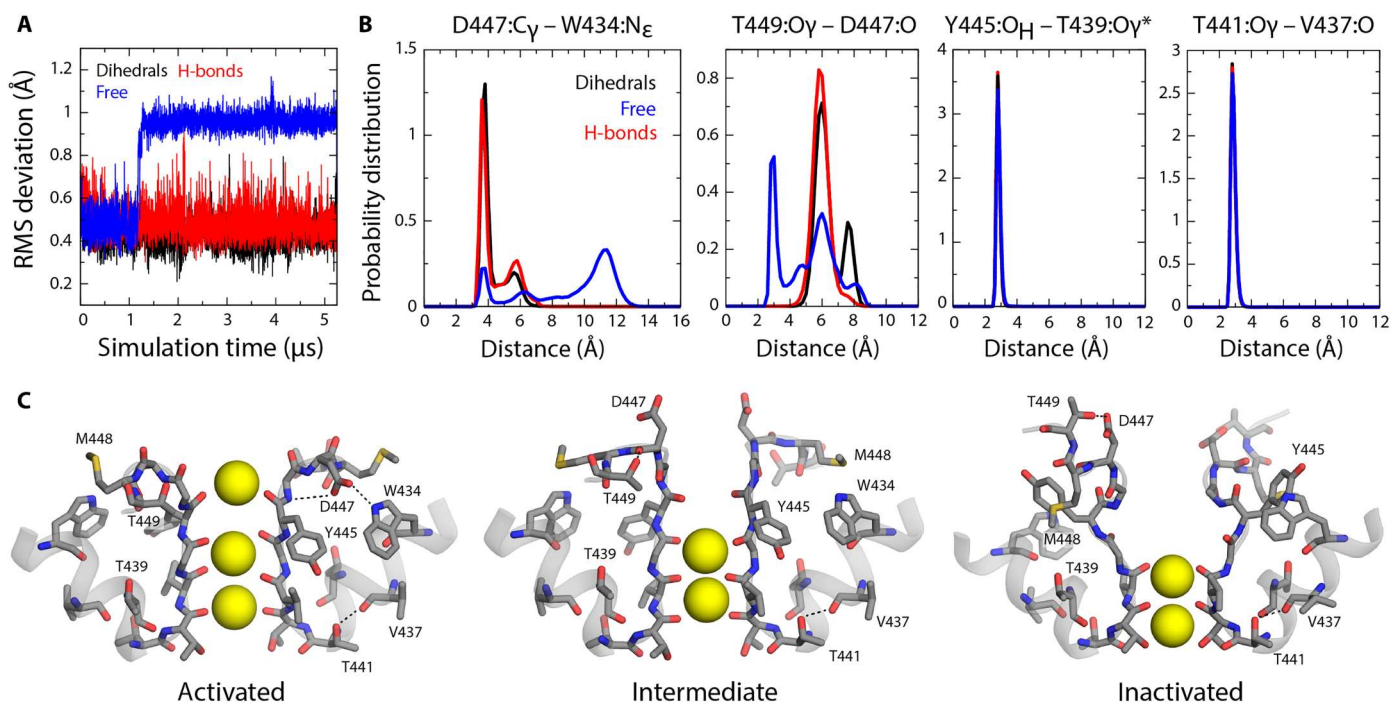 A
RMS deviation (Å)
1.2
1.0
0.8
0.6
0.4
0.2
Dihedrals H-bonds
Free
0 1 2 3 4 5
Simulation time (µs)
B
Probability distribution
D447:Cγ – W434:Nε
1.5
1
0.5
0
Dihedrals
Free
H-bonds
0 2 4 6 8 10 12 14 16
Distance (Å)
T449:Oγ – D447:O
0.8
0.6
0.4
0.2
0
0 2 4 6 8 10 12
Distance (Å)
Y445:OH – T439:Oγ*
4
3
2
1
0
0 2 4 6 8 10 12
Distance (Å)
T441:Oγ – V437:O
3
2.5
2
1.5
1
0.5
0
0 2 4 6 8 10 12
Distance (Å)
C
M448
T449
T439
D447
W434
Y445
V437
T441
Activated
D447
M448
T449
W434
Y445
T439
V437
T441
Intermediate
T449
D447
Y445
M448
W434
T439
V437
T441
Inactivated